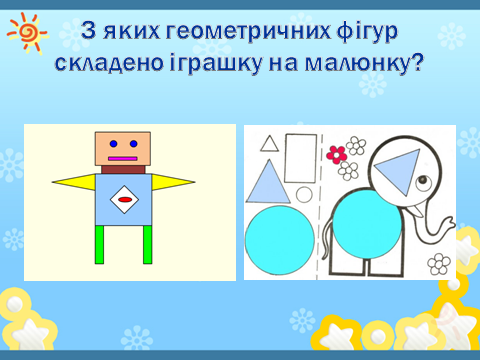 З яких геометричних фігур
складено іграшку на малюнку?